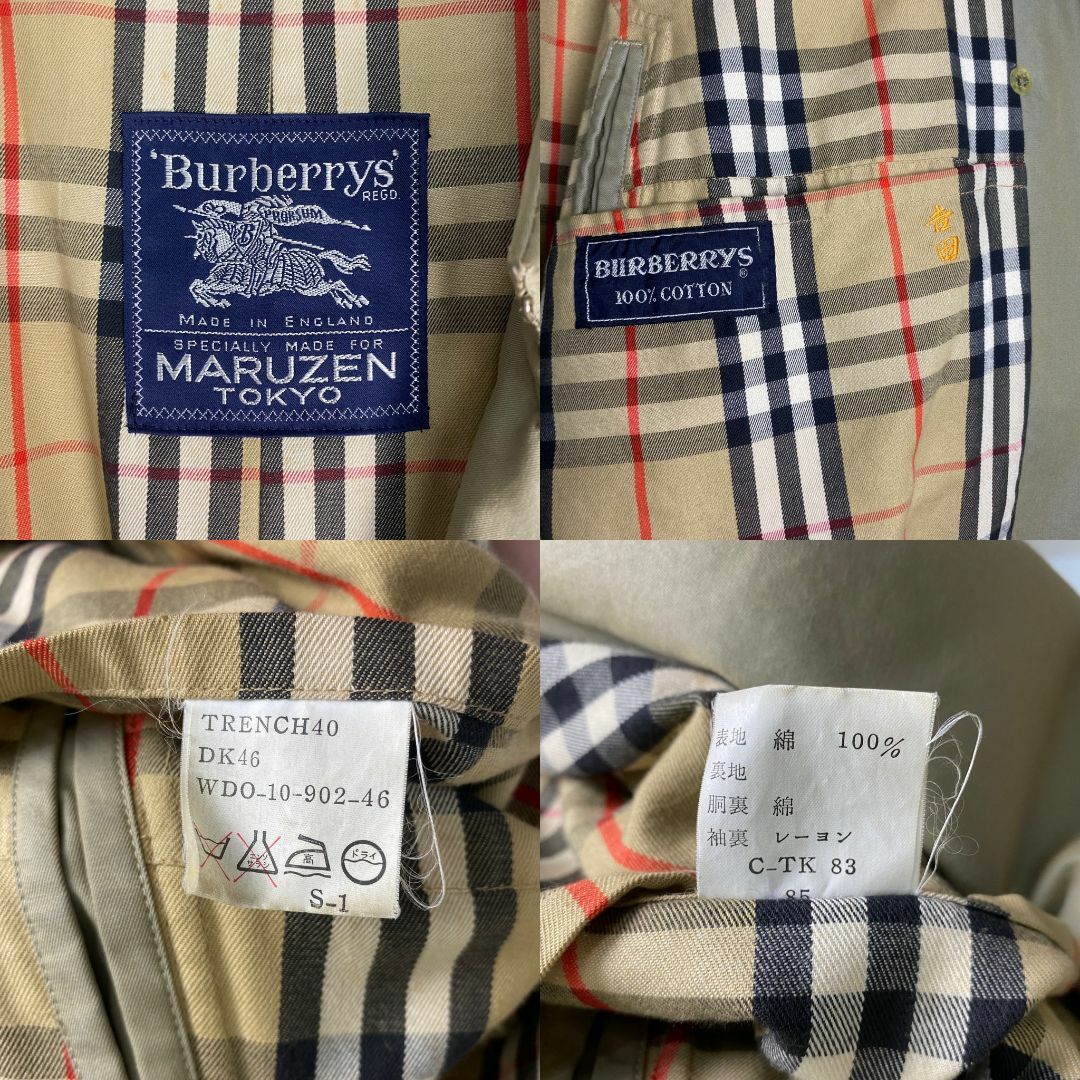 'Burberrys'
REGD.
PRORSUM
B
MADE IN ENGLAND
SPECIALLY MADE FOR
MARUZEN
TOKYO
BURBERRYS®
100% COTTON
吉田
TRENCH40
DK46
WDO-10-902-46
高
ドライ
S-1
表地 綿 100%
裏地
胴裏 綿
袖裏 レーヨン
C-TK 83
85